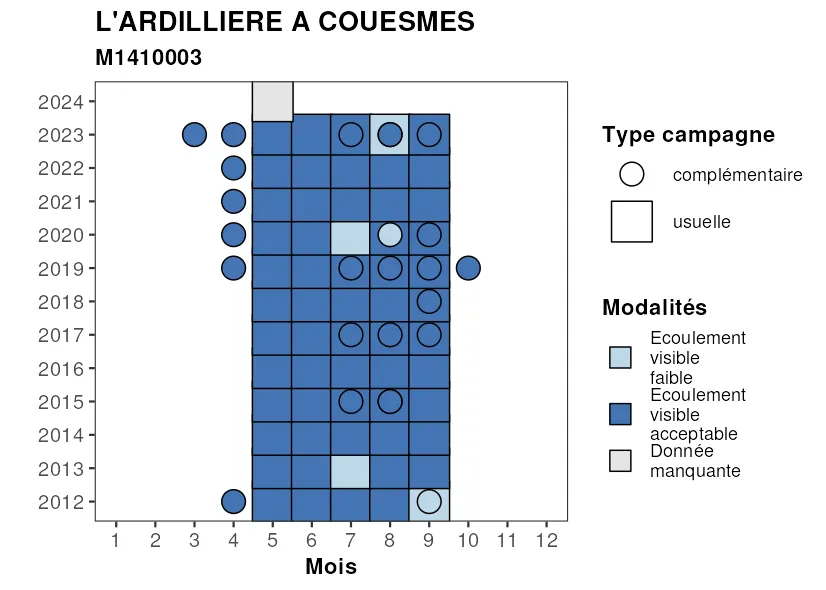 L'ARDILLIERE A COUESMES
M1410003
2024
2023
2022
2021
2020
2019
2018
2017
2016
2015
2014
2013
2012
1 2 3 4 5 6 7 8 9 10 11 12
Mois
Type campagne
complémentaire
usuelle
Modalités
Ecoulement
visible
faible
Ecoulement
visible
acceptable
Donnée
manquante